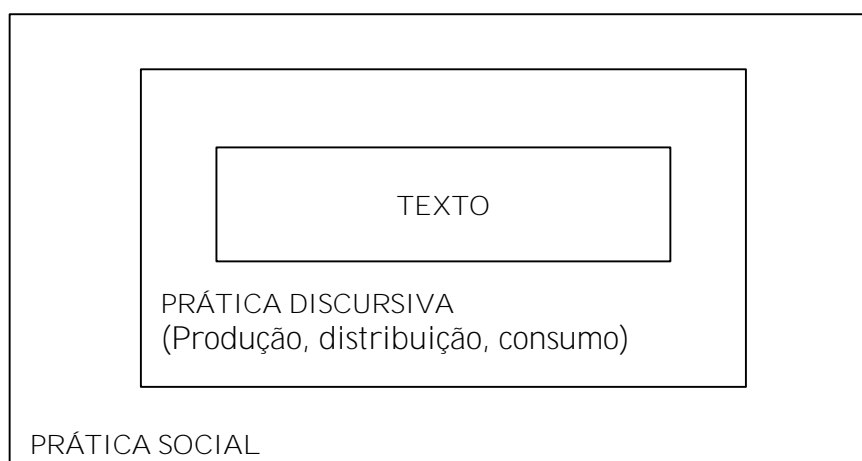 TEXTO
PRÁTICA DISCURSIVA
(Produção, distribuição, consumo)
PRÁTICA SOCIAL